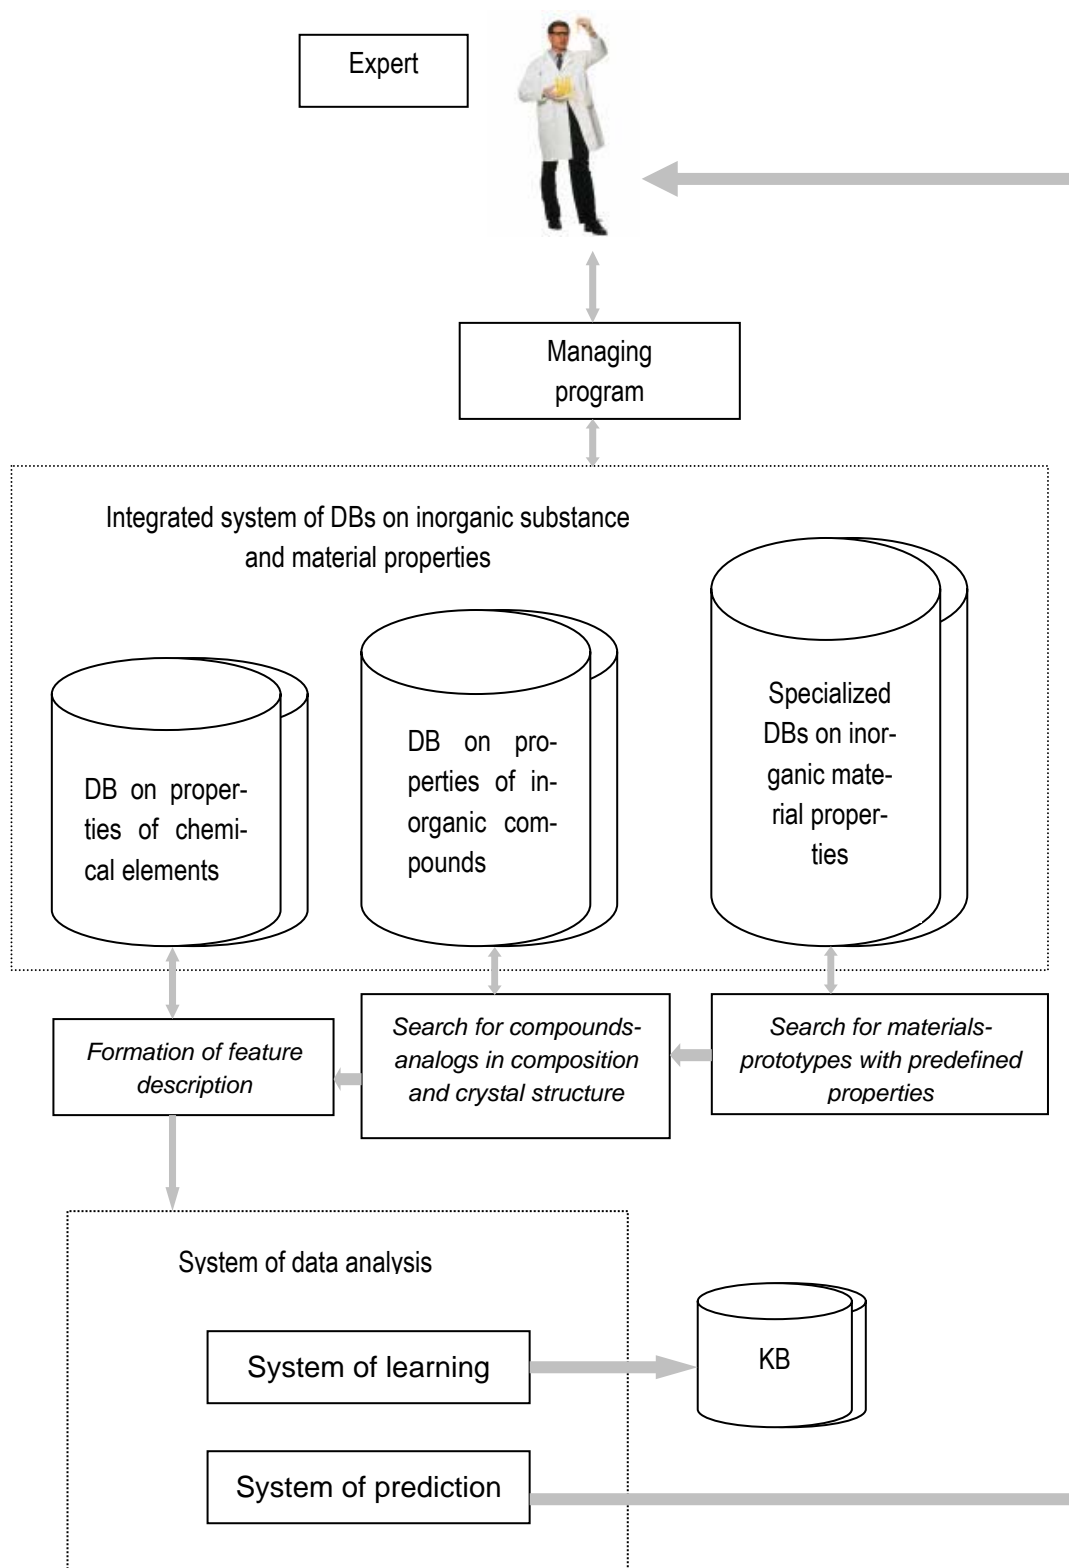 Expert
Managing
program
Integrated system of DBs on inorganic substance
and material properties
DB on proper-
ties of chemi-
cal elements
DB on pro-
perties of in-
organic com-
pounds
Specialized
DBs on inor-
ganic mate-
rial proper-
ties
Formation of feature
description
Search for compounds-
analogs in composition
and crystal structure
Search for materials-
prototypes with predefined
properties
System of data analysis
System of learning
KB
System of prediction